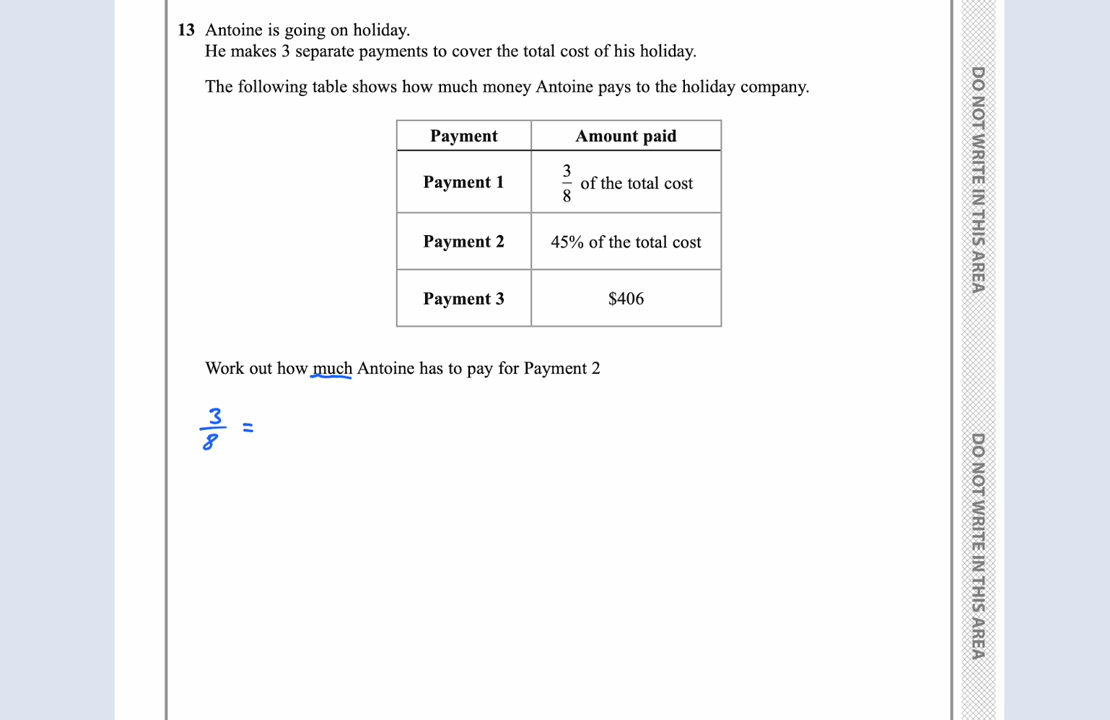 13 Antoine is going on holiday.
He makes 3 separate payments to cover the total cost of his holiday.
The following table shows how much money Antoine pays to the holiday company.
Payment Amount paid
Payment 1 3/8 of the total cost
Payment 2 45% of the total cost
Payment 3 $406
Work out how much Antoine has to pay for Payment 2
3/8 =
DO NOT WRITE IN THIS AREA
DO NOT WRITE IN THIS AREA